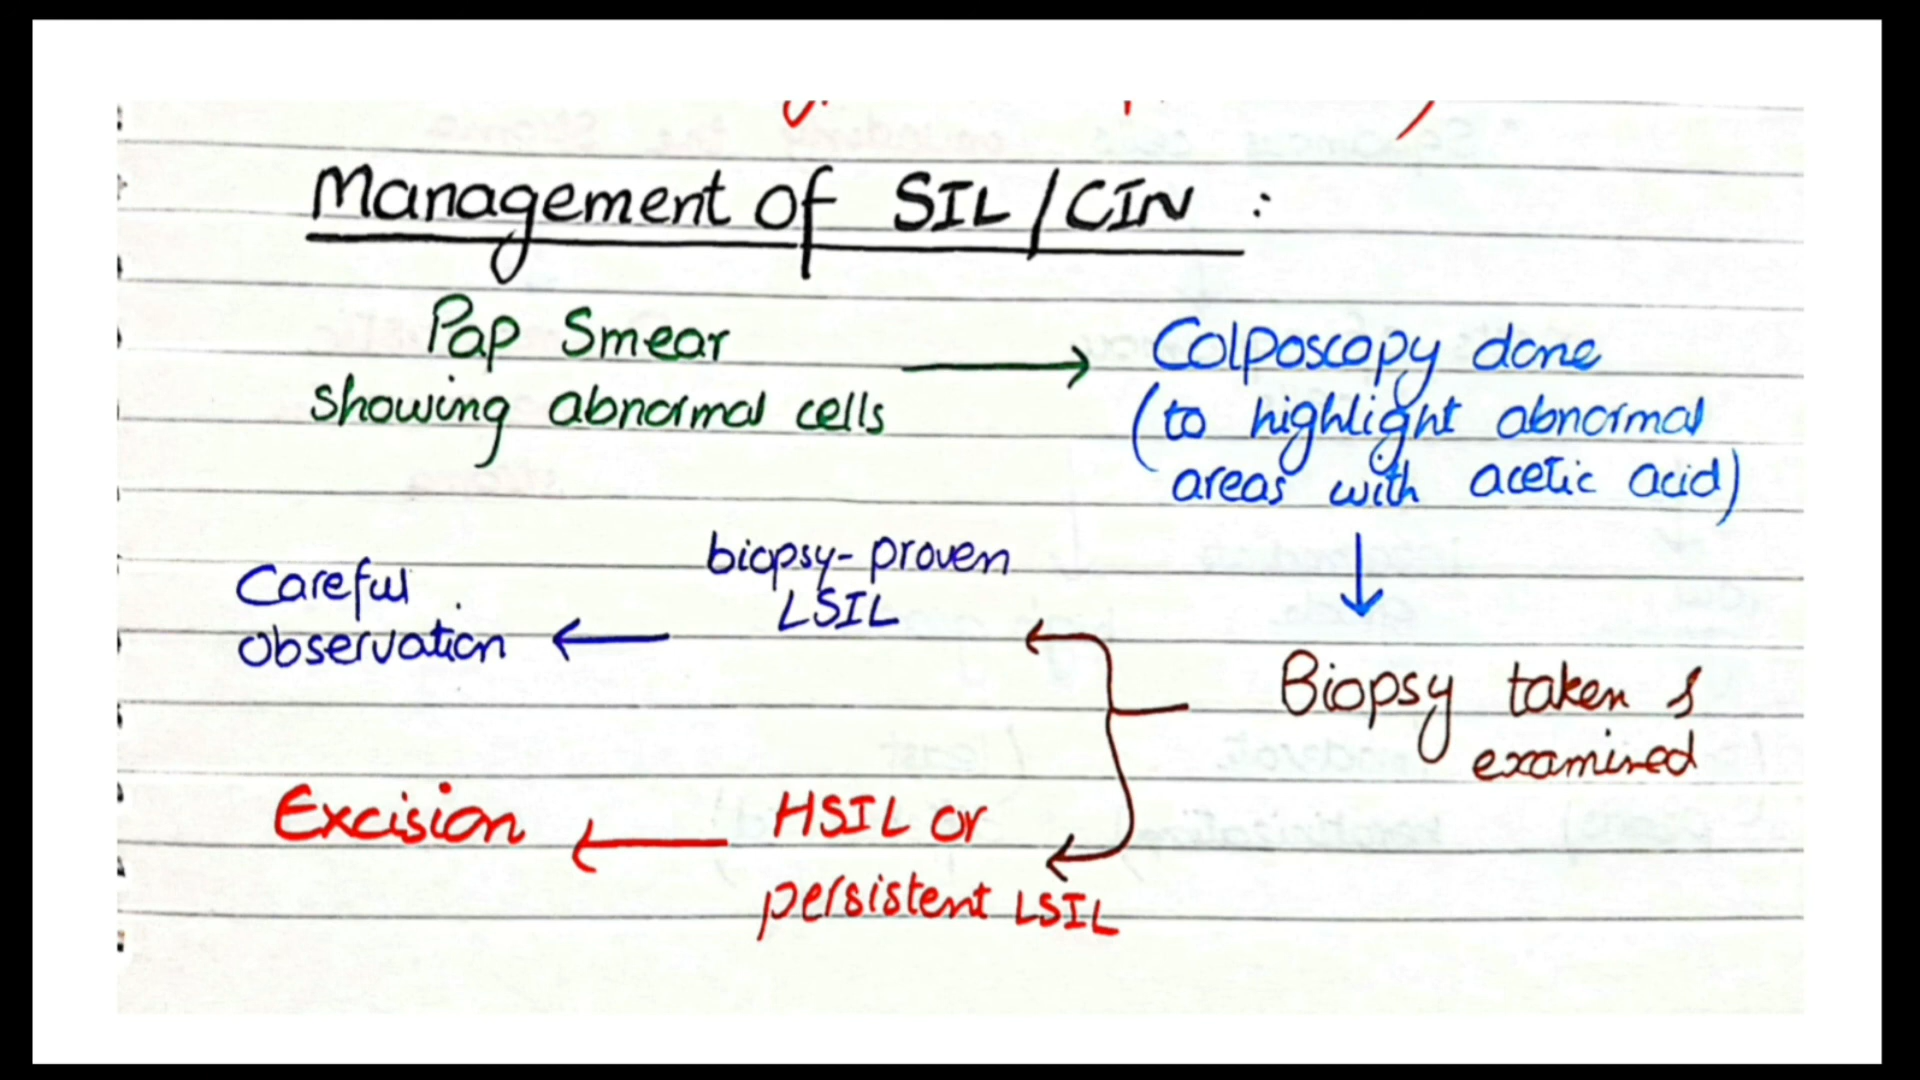 Management of SIL/CIN :
Pap Smear
showing abnormal cells
Colposcopy done
(to highlight abnormal
areas with acetic acid)
Biopsy taken &
examined
biopsy-proven
LSIL
Careful
observation
HSIL or
persistent LSIL
Excision